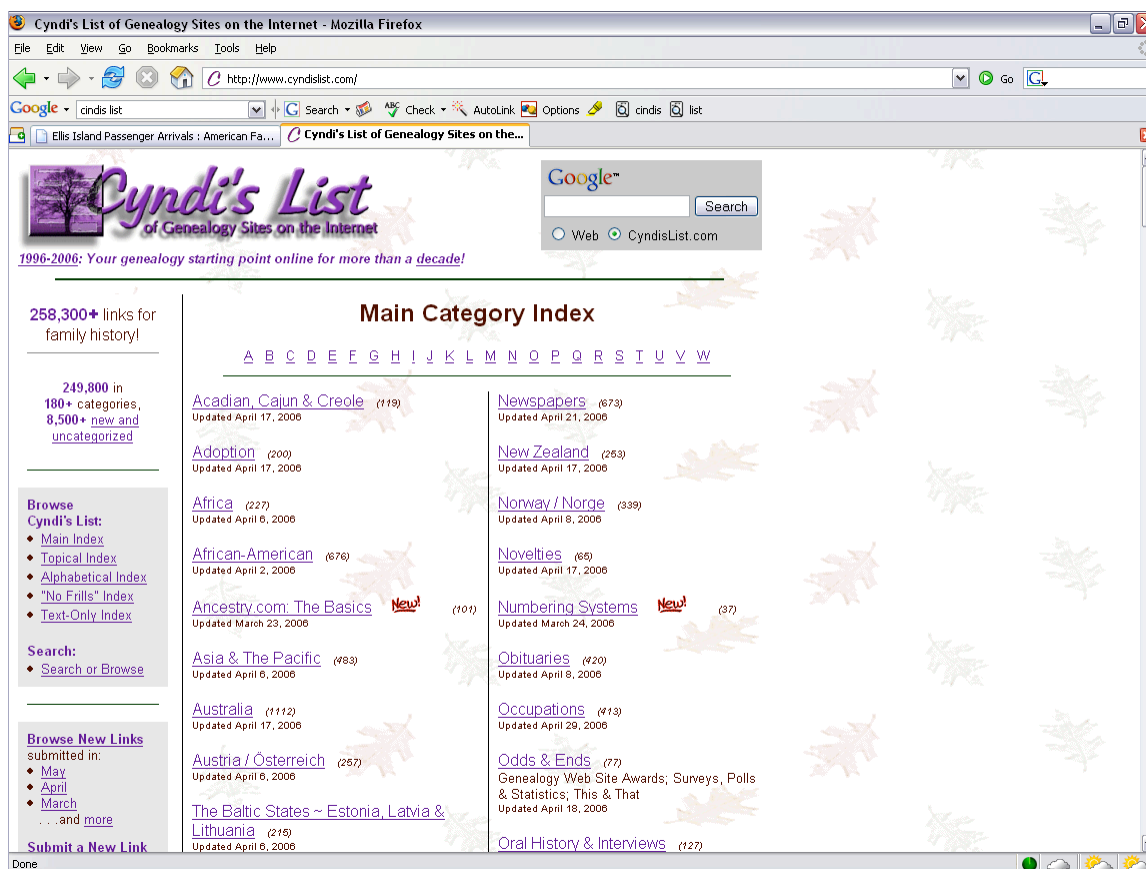 Cyndi's List of Genealogy Sites on the Internet - Mozilla Firefox
File Edit View Go Bookmarks Tools Help
http://www.cyndislist.com/ Go G
Google cindis list G Search ABC Check AutoLink Options cindis list
Ellis Island Passenger Arrivals : American Fa... Cyndi's List of Genealogy Sites on the...
Cyndi's List
of Genealogy Sites on the Internet
1996-2006: Your genealogy starting point online for more than a decade!
Google™
Search
Web CyndisList.com
258,300+ links for
family history!
249,800 in
180+ categories,
8,500+ new and
uncategorized
Browse
Cyndi's List:
Main Index
Topical Index
Alphabetical Index
"No Frills" Index
Text-Only Index
Search:
Search or Browse
Browse New Links
submitted in:
May
April
March
. . .and more
Submit a New Link
Main Category Index
A B C D E F G H I J K L M N O P Q R S T U V W
Acadian, Cajun & Creole (119)
Updated April 17, 2006
Adoption (200)
Updated April 17, 2006
Africa (227)
Updated April 6, 2006
African-American (676)
Updated April 2, 2006
Ancestry.com: The Basics New! (101)
Updated March 23, 2006
Asia & The Pacific (483)
Updated April 6, 2006
Australia (1112)
Updated April 17, 2006
Austria / Österreich (257)
Updated April 6, 2006
The Baltic States ~ Estonia, Latvia &
Lithuania (215)
Updated April 6, 2006
Newspapers (673)
Updated April 21, 2006
New Zealand (253)
Updated April 17, 2006
Norway / Norge (339)
Updated April 8, 2006
Novelties (65)
Updated April 17, 2006
Numbering Systems New! (37)
Updated March 24, 2006
Obituaries (420)
Updated April 8, 2006
Occupations (413)
Updated April 29, 2006
Odds & Ends (77)
Genealogy Web Site Awards; Surveys, Polls
& Statistics; This & That
Updated April 18, 2006
Oral History & Interviews (127)
Done